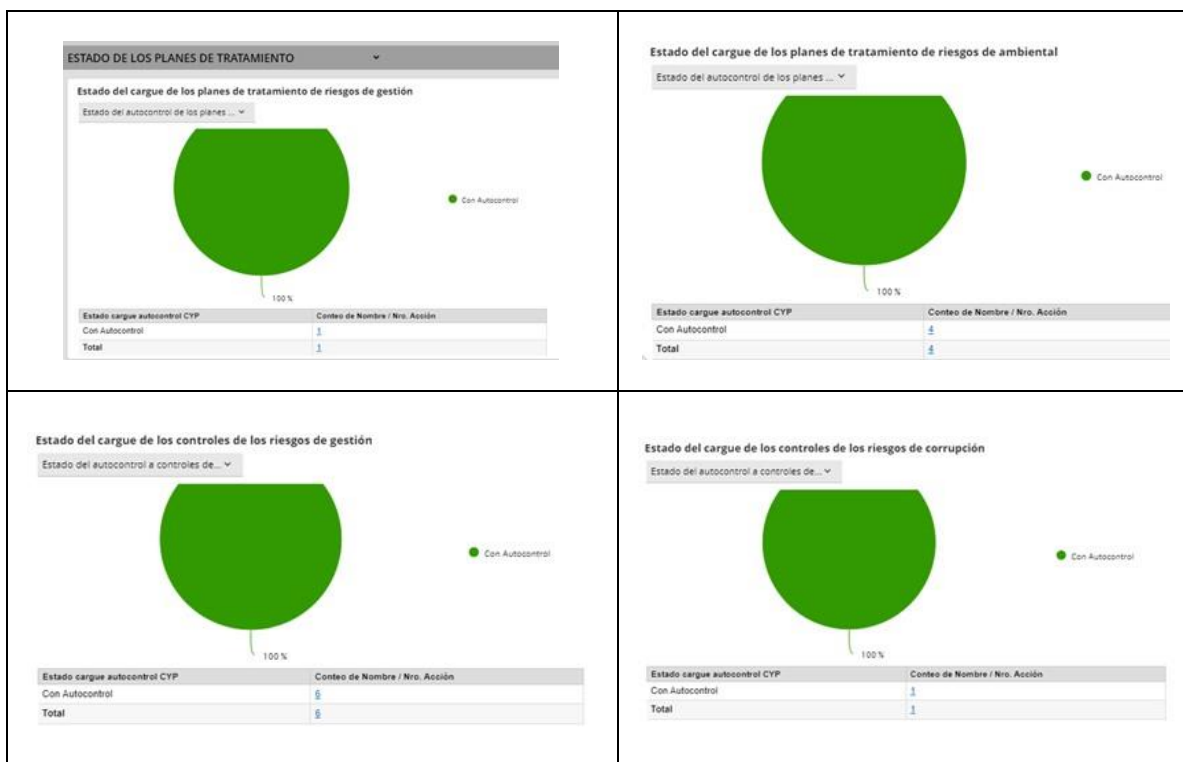 ESTADO DE LOS PLANES DE TRATAMIENTO
Estado del cargue de los planes de tratamiento de riesgos de gestión
Estado del autocontrol de los planes ...
Con Autocontrol
100 %
Estado cargue autocontrol CYP Conteo de Nombre / Nro. Acción
Con Autocontrol 1
Total 1
Estado del cargue de los planes de tratamiento de riesgos de ambiental
Estado del autocontrol de los planes ...
Con Autocontrol
100 %
Estado cargue autocontrol CYP Conteo de Nombre / Nro. Acción
Con Autocontrol 4
Total 4
Estado del cargue de los controles de los riesgos de gestión
Estado del autocontrol a controles de...
Con Autocontrol
100 %
Estado cargue autocontrol CYP Conteo de Nombre / Nro. Acción
Con Autocontrol 6
Total 6
Estado del cargue de los controles de los riesgos de corrupción
Estado del autocontrol a controles de...
Con Autocontrol
100 %
Estado cargue autocontrol CYP Conteo de Nombre / Nro. Acción
Con Autocontrol 1
Total 1